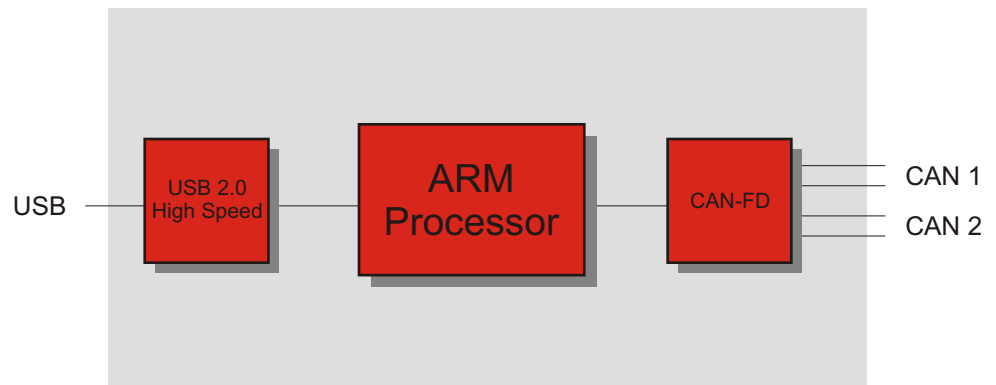 USB
USB 2.0
High Speed
ARM
Processor
CAN-FD
CAN 1
CAN 2